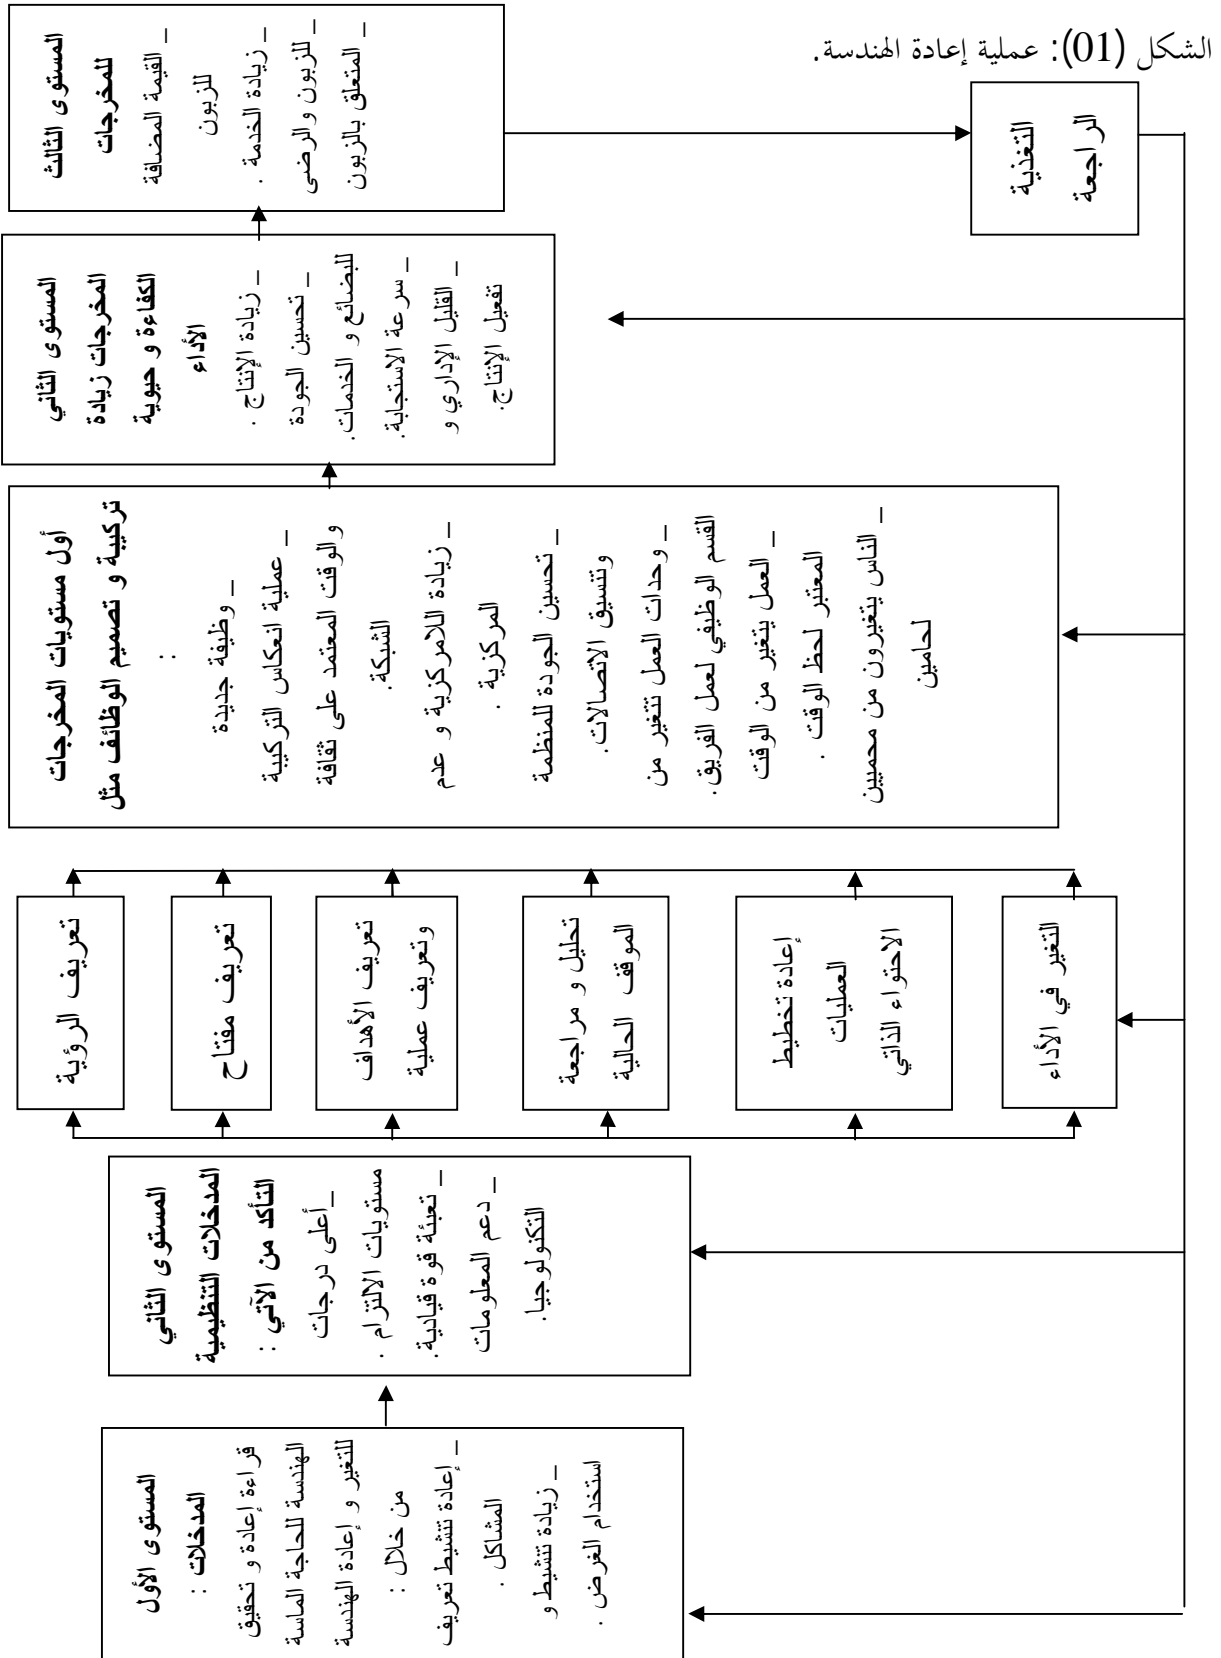 الشكل (01): عملية إعادة الهندسة.
المستوى الأول
المدخلات :
قراءة إعادة و تحقيق
الهندسة للحاجة الماسة
للتغير و إعادة الهندسة
من خلال :
_ إعادة تنشيط تعريف
المشاكل .
_ زيادة تنشيط و
استخدام الغرض .
المستوى الثاني
المدخلات التنظيمية
التأكد من الآتي :
_أعلى درجات
مستويات الالتزام .
_ تعبئة قوة قيادية.
_ دعم المعلومات
التكنولوجيا.
تعريف الرؤية
تعريف مفتاح
تعريف الأهداف
وتعريف عملية
تحليل و مراجعة
الموقف الحالية
إعادة تخطيط
العمليات
الاحتواء الذاتي
التغير في الأداء
أول مستويات المخرجات
تركيبية و تصميم الوظائف مثل
:
_ وظيفة جديدة
_ عملية انعكاس التركيبة
والوقت المعتمد على ثقافة
الشبكة.
_ زيادة اللامركزية و عدم
المركزية .
_ تحسين الجودة للمنظمة
وتنسيق الاتصالات.
_ وحدات العمل تتغير من
القسم الوظيفي لعمل الفريق.
_ العمل يتغير من الوقت
المعتبر لحظ الوقت .
_ الناس يتغيرون من محميين
لحامين
المستوى الثاني
المخرجات زيادة
الكفاءة و حيوية
الأداء
_ زيادة الإنتاج .
_ تحسين الجودة
للبضائع و الخدمات.
_ سرعة الاستجابة.
_ القليل الإداري و
تفعيل الإنتاج.
المستوى الثالث
للمخرجات
_ القيمة المضافة
للزبون
_ زيادة الخدمة .
_ للزبون والرضى
_ المتعلق بالزبون
التغذية
الراجعة